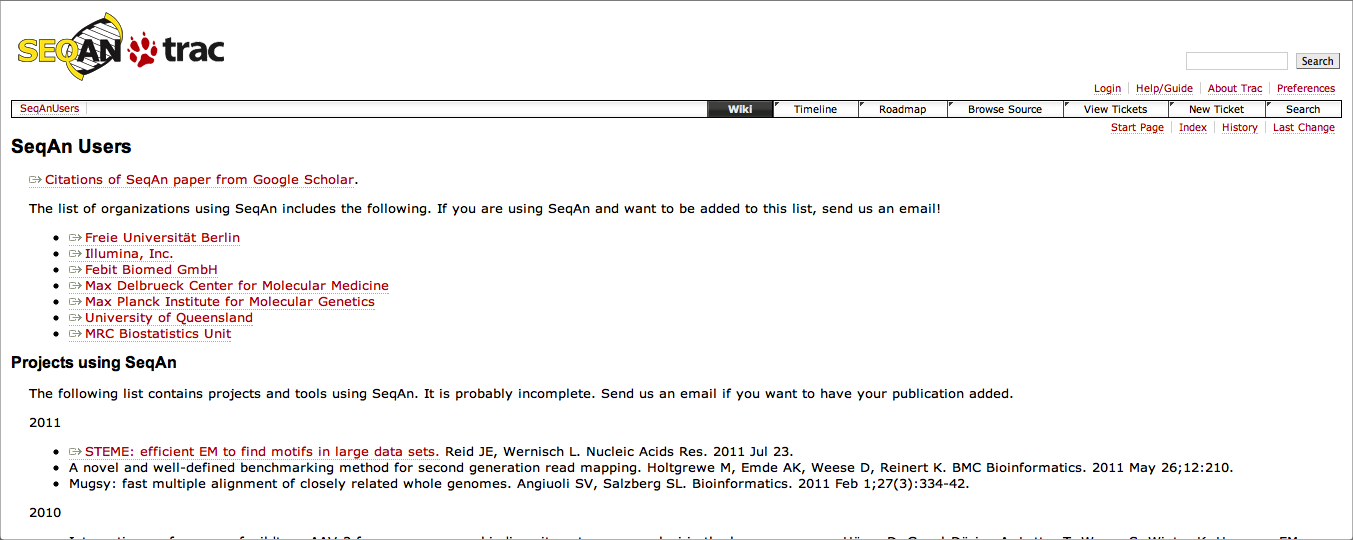 SEQAN trac
Search
Login Help/Guide About Trac Preferences
SeqAnUsers Wiki Timeline Roadmap Browse Source View Tickets New Ticket Search
Start Page Index History Last Change
SeqAn Users
Citations of SeqAn paper from Google Scholar.
The list of organizations using SeqAn includes the following. If you are using SeqAn and want to be added to this list, send us an email!
Freie Universität Berlin
Illumina, Inc.
Febit Biomed GmbH
Max Delbrueck Center for Molecular Medicine
Max Planck Institute for Molecular Genetics
University of Queensland
MRC Biostatistics Unit
Projects using SeqAn
The following list contains projects and tools using SeqAn. It is probably incomplete. Send us an email if you want to have your publication added.
2011
STEME: efficient EM to find motifs in large data sets. Reid JE, Wernisch L. Nucleic Acids Res. 2011 Jul 23.
A novel and well-defined benchmarking method for second generation read mapping. Holtgrewe M, Emde AK, Weese D, Reinert K. BMC Bioinformatics. 2011 May 26;12:210.
Mugsy: fast multiple alignment of closely related whole genomes. Angiuoli SV, Salzberg SL. Bioinformatics. 2011 Feb 1;27(3):334-42.
2010